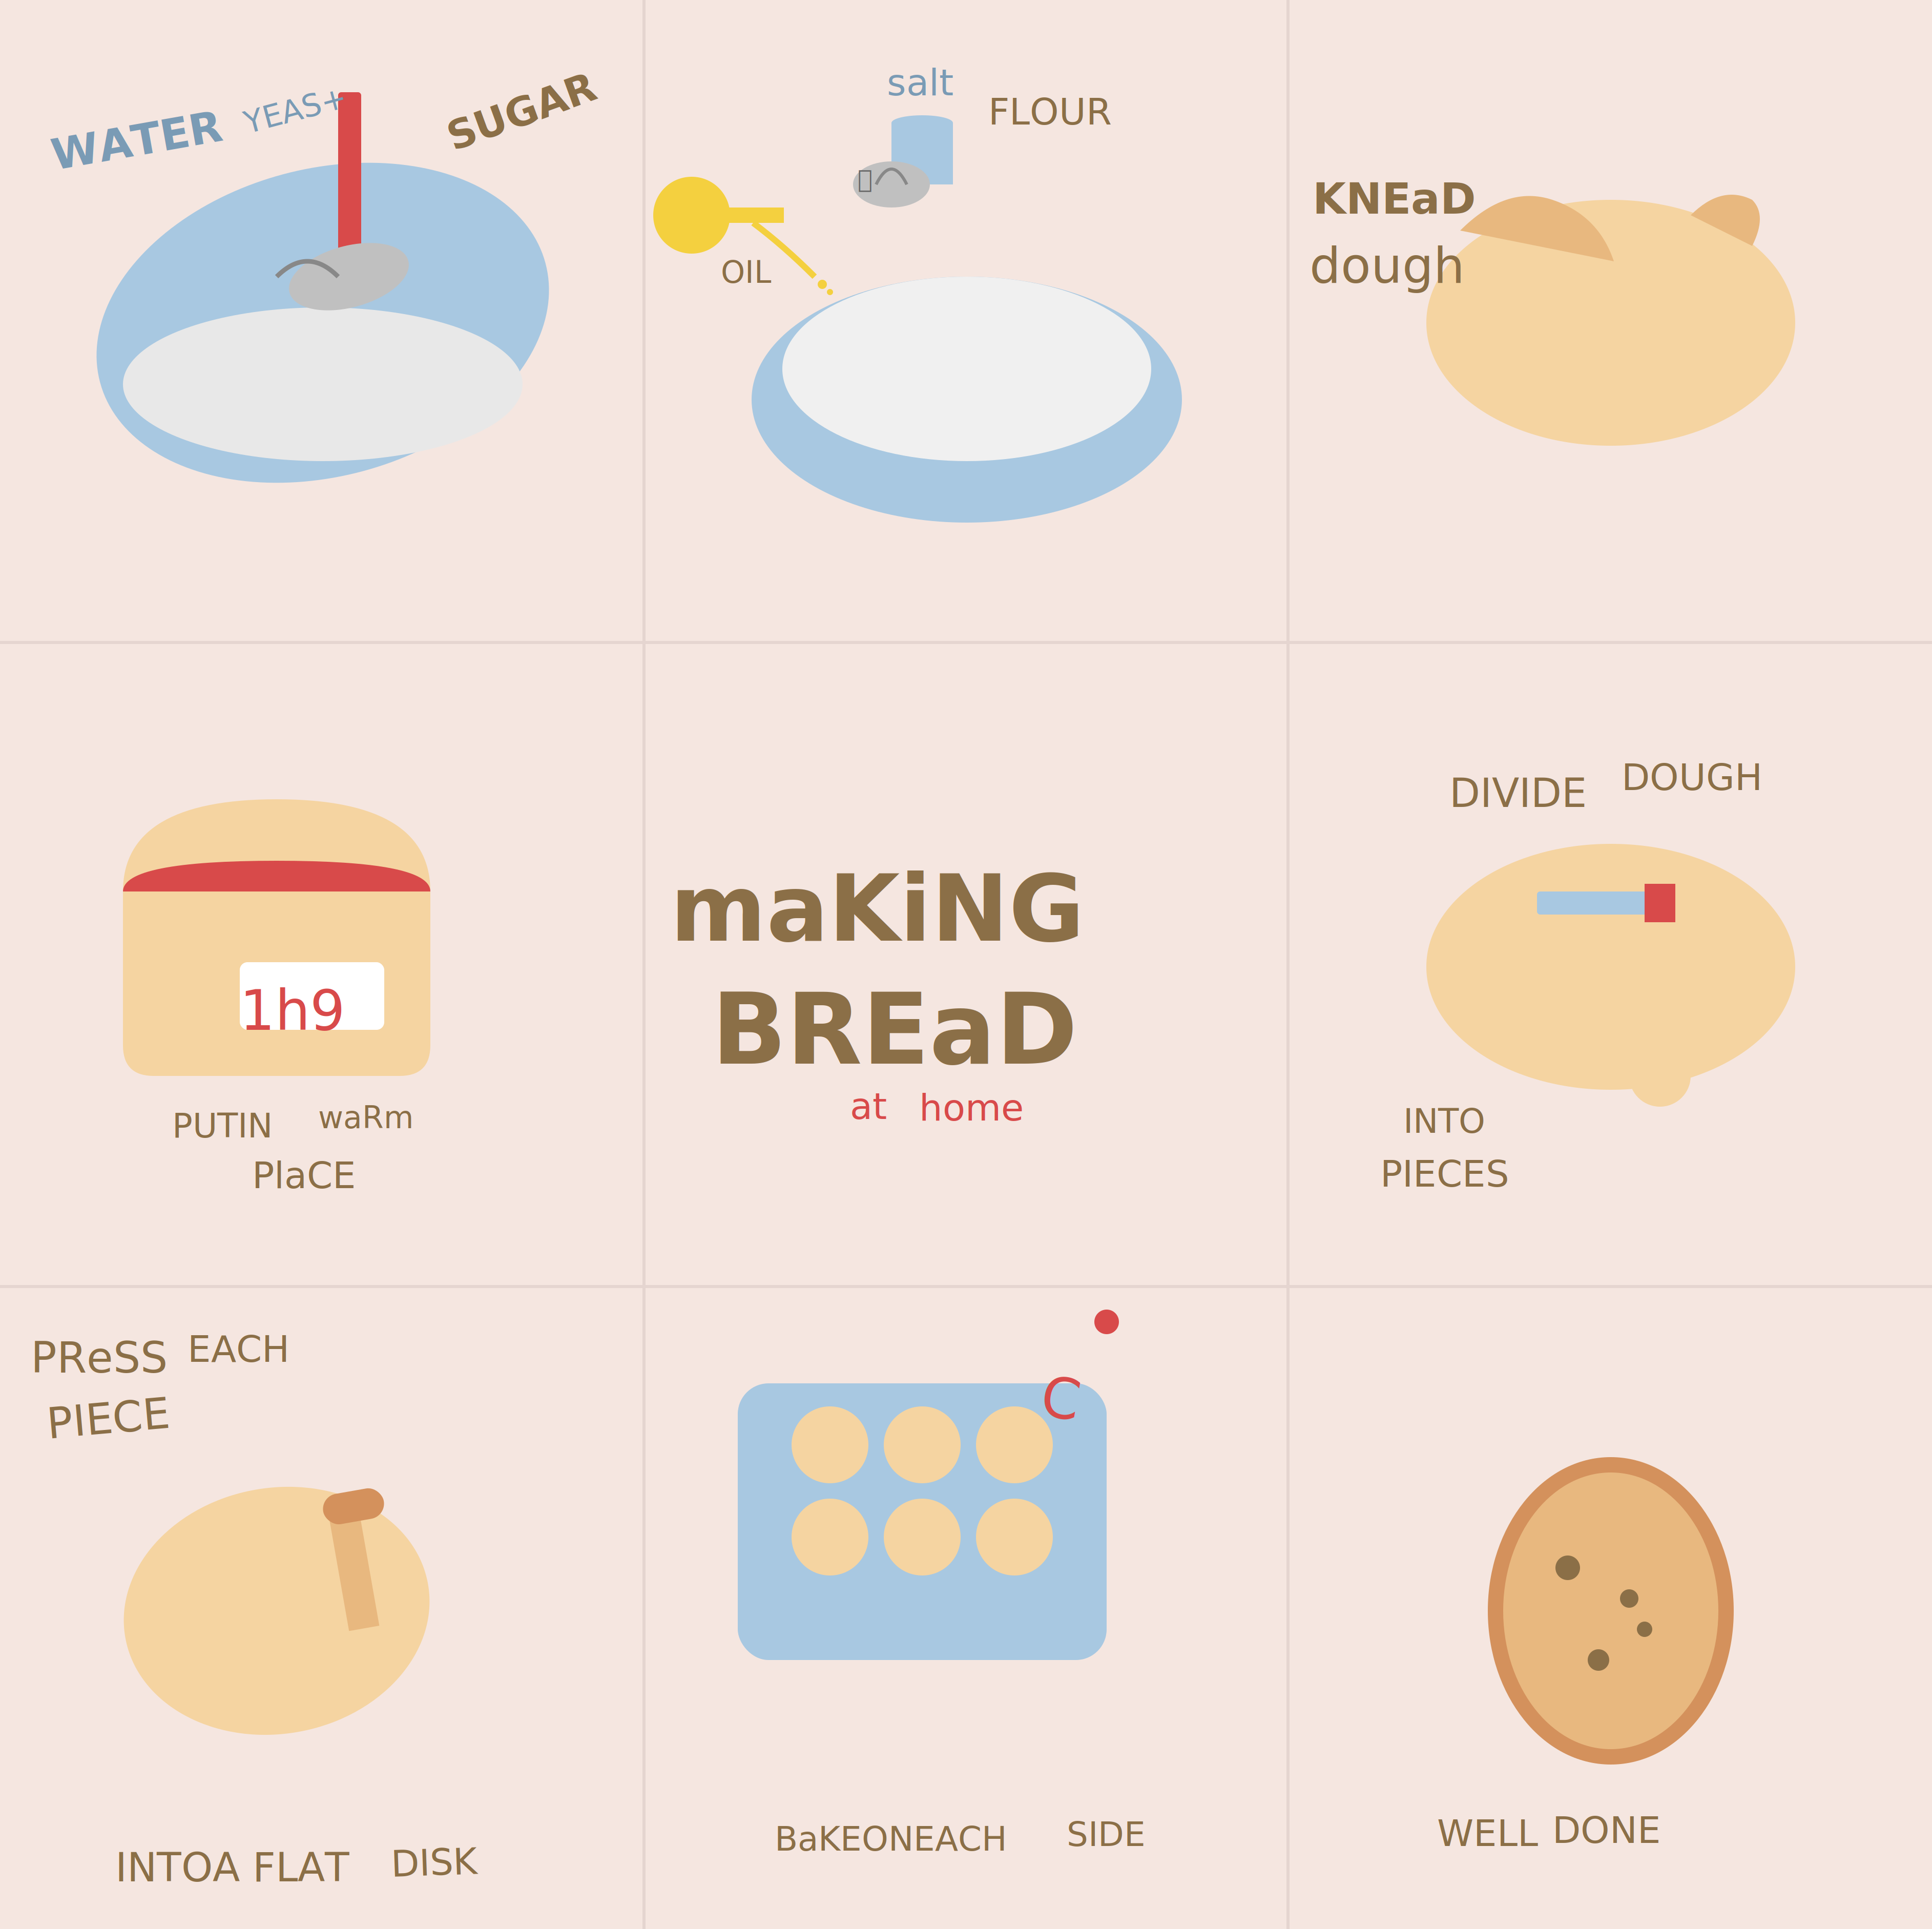 WATER YEAS+ SUGAR
salt FLOUR
OIL
KNEaD
dough
1h9
PUTIN waRm
PlaCE
maKiNG
BREaD
at home
DIVIDE DOUGH
INTO
PIECES
PReSS EACH
PIECE
INTOA FLAT DISK
C
BaKEONEACH SIDE
WELL DONE